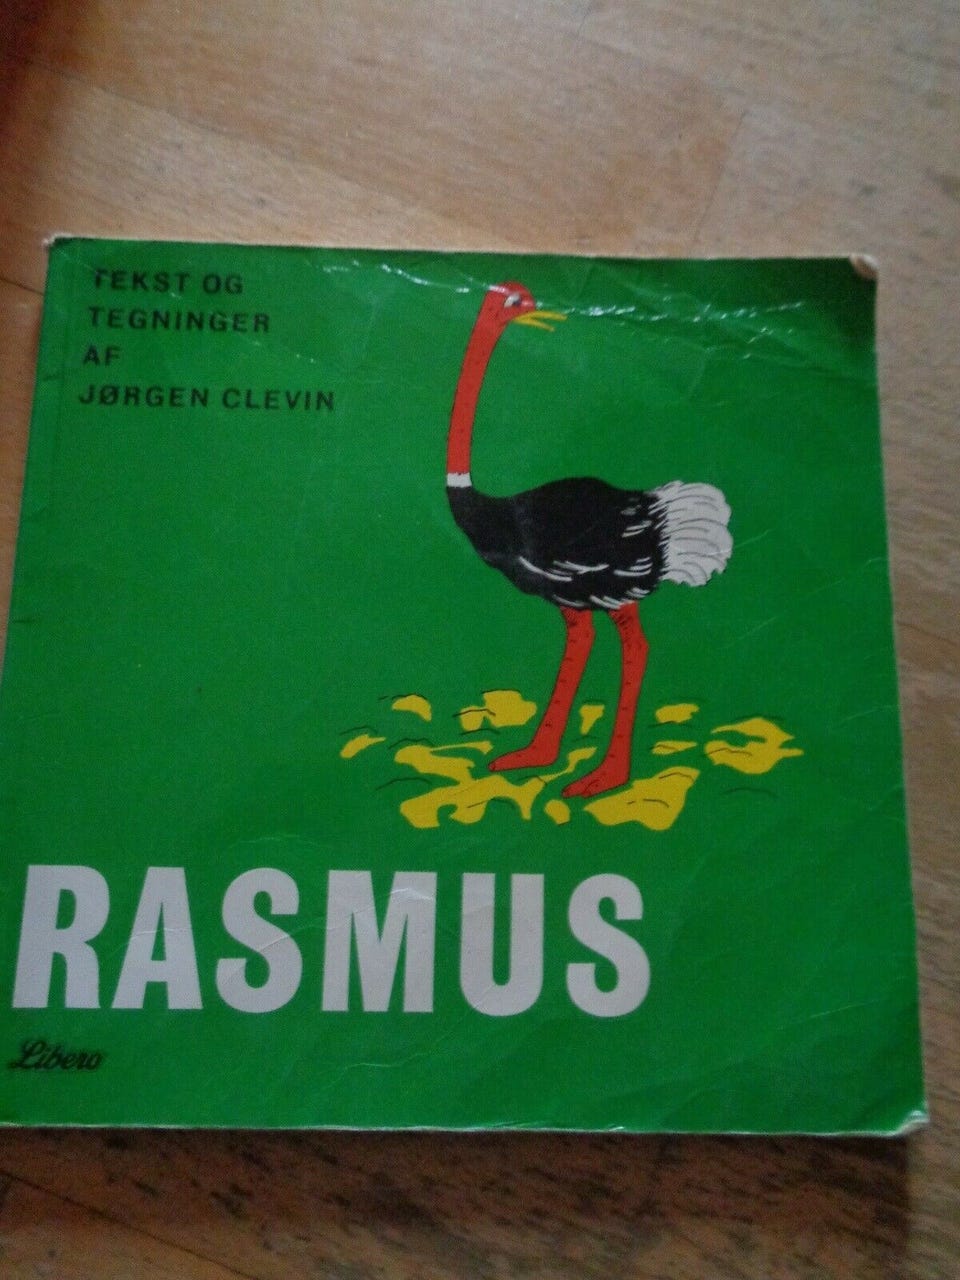 TEKST OG
TEGNINGER
AF
JØRGEN CLEVIN
RASMUS
Libero